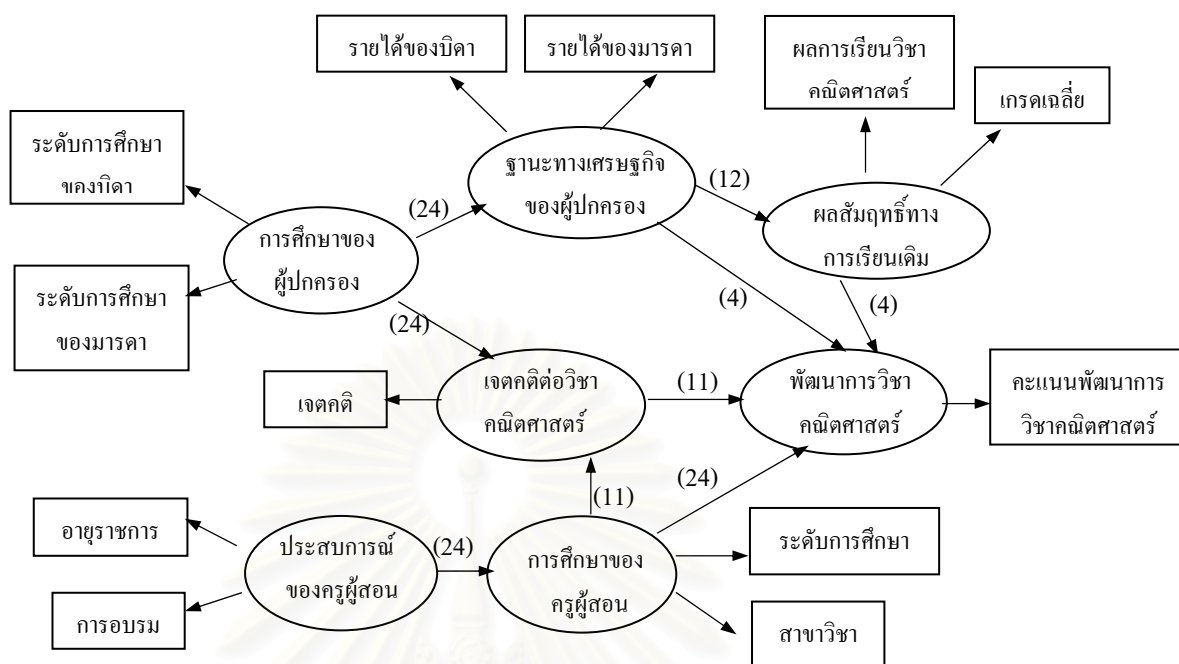 รายได้ของบิดา
รายได้ของมารดา
ผลการเรียนวิชา
คณิตศาสตร์
เกรดเฉลี่ย
ระดับการศึกษา
ของบิดา
ฐานะทางเศรษฐกิจ
ของผู้ปกครอง
(12)
(24)
การศึกษาของ
ผู้ปกครอง
ผลสัมฤทธิ์ทาง
การเรียนเดิม
ระดับการศึกษา
ของมารดา
(24)
(4)
(4)
เจตคติ
เจตคติต่อวิชา
คณิตศาสตร์
(11)
พัฒนาการวิชา
คณิตศาสตร์
คะแนนพัฒนาการ
วิชาคณิตศาสตร์
(11)
(24)
อายุราชการ
ประสบการณ์
ของครูผู้สอน
(24)
การศึกษาของ
ครูผู้สอน
ระดับการศึกษา
การอบรม
สาขาวิชา